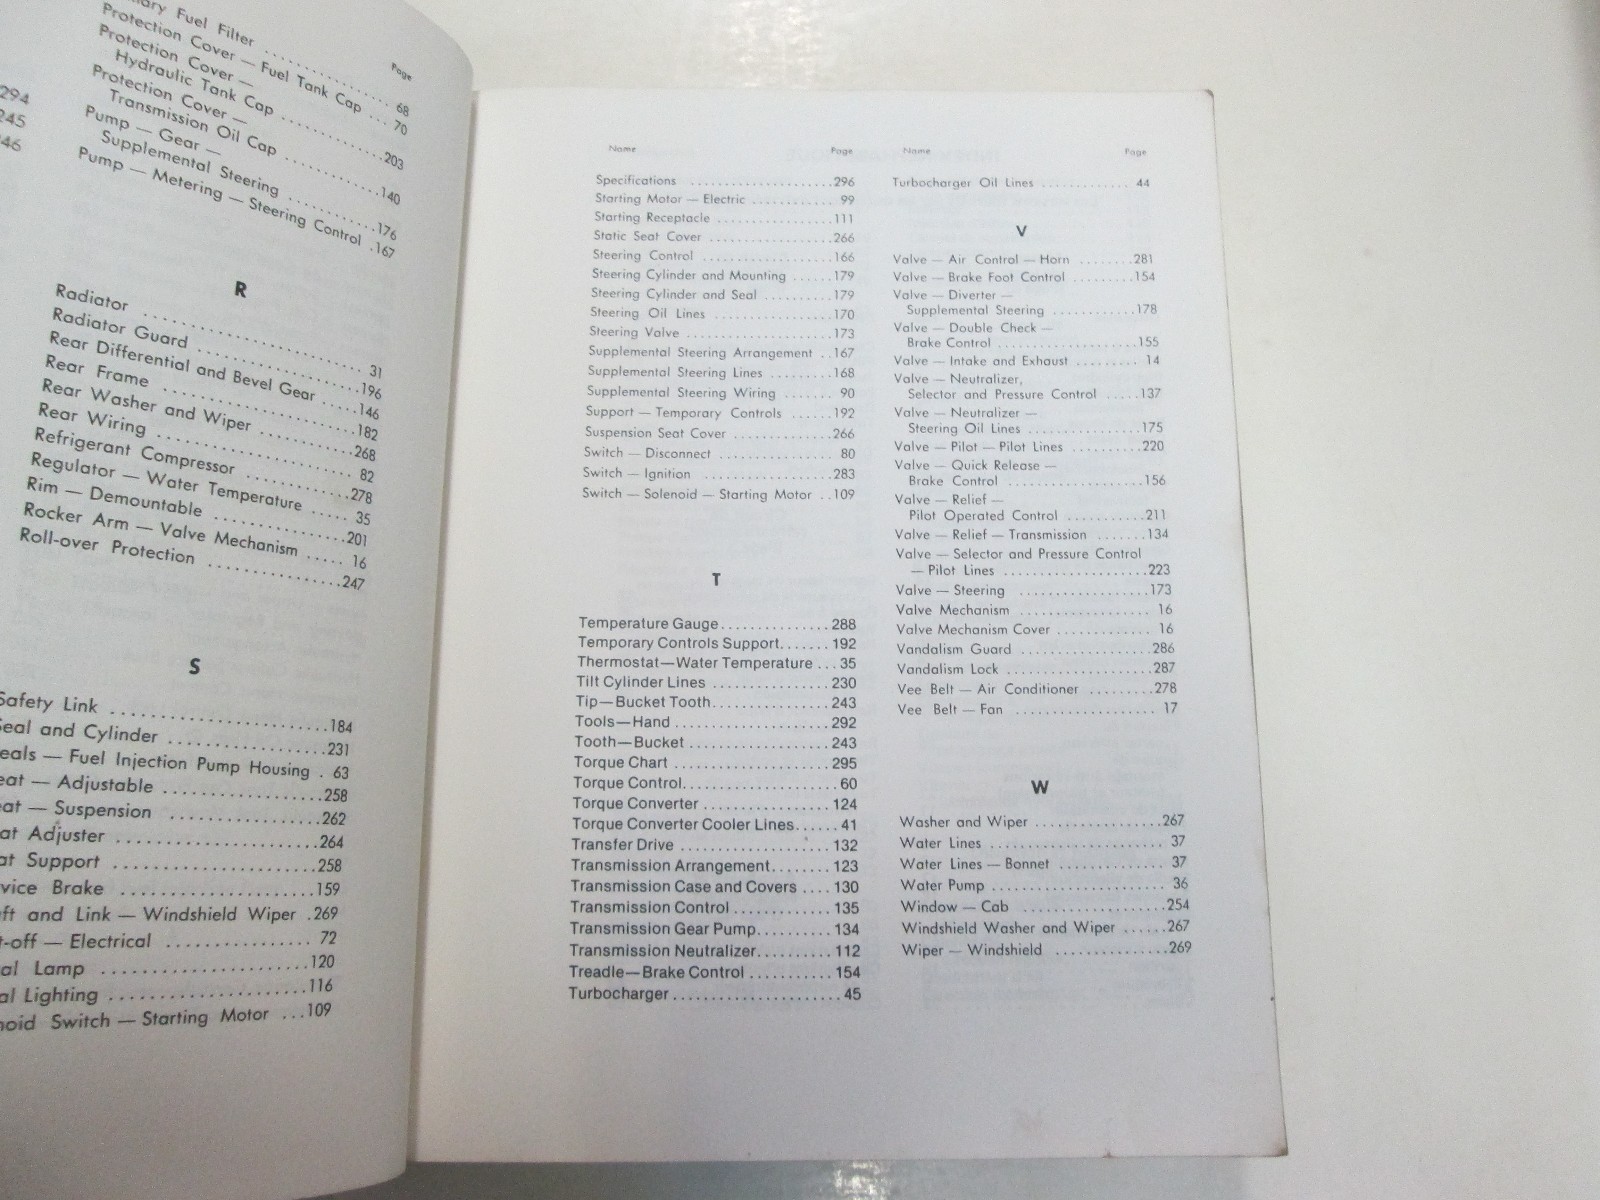 294
245
46
Page
Fuel Filter .......... 68
Protection Cover — Fuel Tank Cap ... 70
Protection Cover —
Hydraulic Tank Cap ..........203
Protection Cover —
Transmission Oil Cap ..........140
Pump — Gear —
Supplemental Steering ..........176
Pump — Metering — Steering Control .167
R
Radiator .......... 31
Radiator Guard ..........196
Rear Differential and Bevel Gear .....146
Rear Frame ..........182
Rear Washer and Wiper ..........268
Rear Wiring .......... 82
Refrigerant Compressor ..........278
Regulator — Water Temperature ..... 35
Rim — Demountable ..........201
Rocker Arm — Valve Mechanism ..... 16
Roll-over Protection ..........247
S
Safety Link ..........184
Seal and Cylinder ..........231
eals — Fuel Injection Pump Housing . 63
eat — Adjustable ..........258
at — Suspension ..........262
at Adjuster ..........264
at Support ..........258
vice Brake ..........159
ft and Link — Windshield Wiper .269
t-off — Electrical .......... 72
al Lamp ..........120
al Lighting ..........116
noid Switch — Starting Motor ...109
Name Page
Specifications ..........296
Starting Motor — Electric .......... 99
Starting Receptacle ..........111
Static Seat Cover ..........266
Steering Control ..........166
Steering Cylinder and Mounting ......179
Steering Cylinder and Seal ..........179
Steering Oil Lines ..........170
Steering Valve ..........173
Supplemental Steering Arrangement ..167
Supplemental Steering Lines .........168
Supplemental Steering Wiring ....... 90
Support — Temporary Controls ......192
Suspension Seat Cover ..........266
Switch — Disconnect .......... 80
Switch — Ignition ..........283
Switch — Solenoid — Starting Motor ..109
T
Temperature Gauge..........288
Temporary Controls Support.......192
Thermostat—Water Temperature ...35
Tilt Cylinder Lines ..........230
Tip—Bucket Tooth..........243
Tools—Hand ..........292
Tooth—Bucket ..........243
Torque Chart ..........295
Torque Control..........60
Torque Converter ..........124
Torque Converter Cooler Lines......41
Transfer Drive ..........132
Transmission Arrangement........123
Transmission Case and Covers ....130
Transmission Control ..........135
Transmission Gear Pump..........134
Transmission Neutralizer..........112
Treadle—Brake Control ..........154
Turbocharger ..........45
Name Page
Turbocharger Oil Lines .......... 44
V
Valve — Air Control — Horn ........281
Valve — Brake Foot Control .........154
Valve — Diverter —
Supplemental Steering ..........178
Valve — Double Check —
Brake Control ..........155
Valve — Intake and Exhaust ......... 14
Valve — Neutralizer,
Selector and Pressure Control .....137
Valve — Neutralizer —
Steering Oil Lines ..........175
Valve — Pilot — Pilot Lines ..........220
Valve — Quick Release —
Brake Control ..........156
Valve — Relief —
Pilot Operated Control ..........211
Valve — Relief — Transmission .......134
Valve — Selector and Pressure Control
— Pilot Lines ..........223
Valve — Steering ..........173
Valve Mechanism .......... 16
Valve Mechanism Cover .......... 16
Vandalism Guard ..........286
Vandalism Lock ..........287
Vee Belt — Air Conditioner .........278
Vee Belt — Fan .......... 17
W
Washer and Wiper ..........267
Water Lines .......... 37
Water Lines — Bonnet .......... 37
Water Pump .......... 36
Window — Cab ..........254
Windshield Washer and Wiper ......267
Wiper — Windshield ..........269